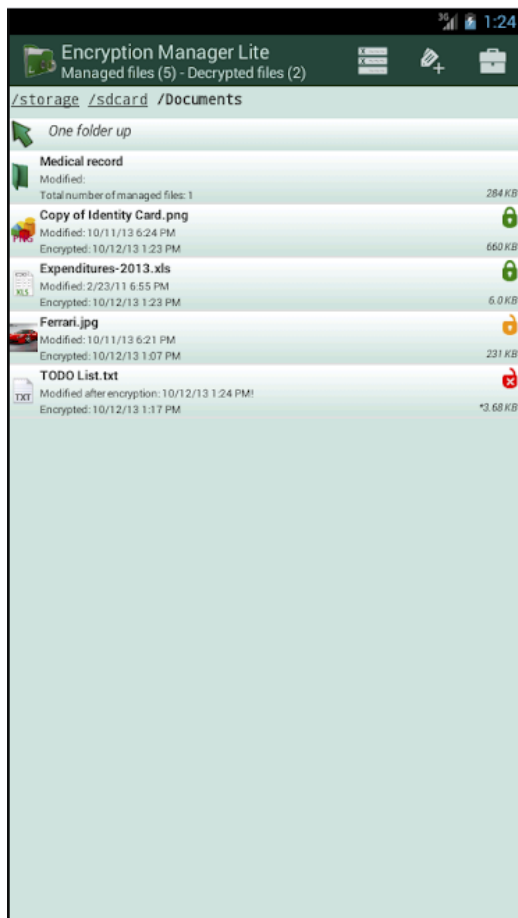 3G 1:24
Encryption Manager Lite
Managed files (5) - Decrypted files (2)
/storage /sdcard /Documents
One folder up
Medical record
Modified:
Total number of managed files: 1 284 KB
Copy of Identity Card.png
PNG Modified: 10/11/13 6:24 PM
Encrypted: 10/12/13 1:23 PM 660 KB
Expenditures-2013.xls
Modified: 2/23/11 6:55 PM
XLS Encrypted: 10/12/13 1:23 PM 6.0 KB
Ferrari.jpg
Modified: 10/11/13 6:21 PM
Encrypted: 10/12/13 1:07 PM 231 KB
TODO List.txt
TXT Modified after encryption: 10/12/13 1:24 PM!
Encrypted: 10/12/13 1:17 PM *3.68 KB